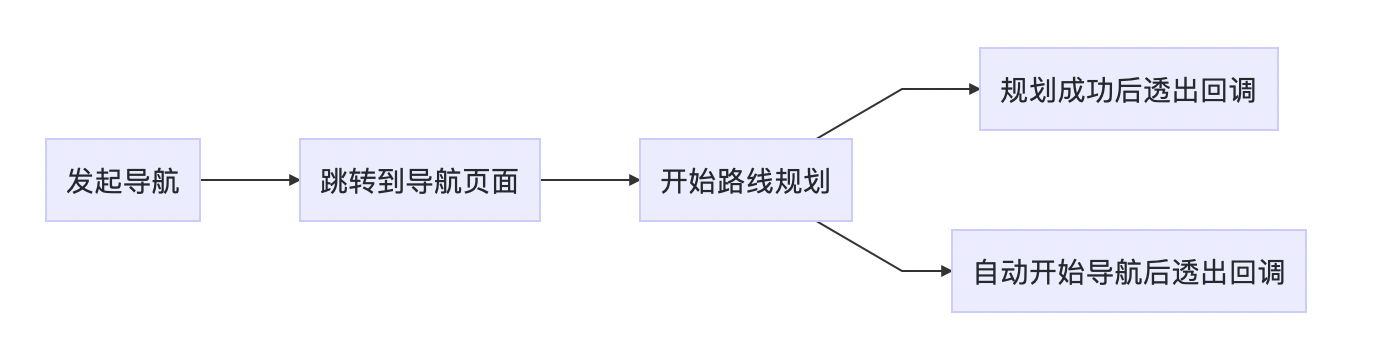 发起导航
跳转到导航页面
开始路线规划
规划成功后透出回调
自动开始导航后透出回调